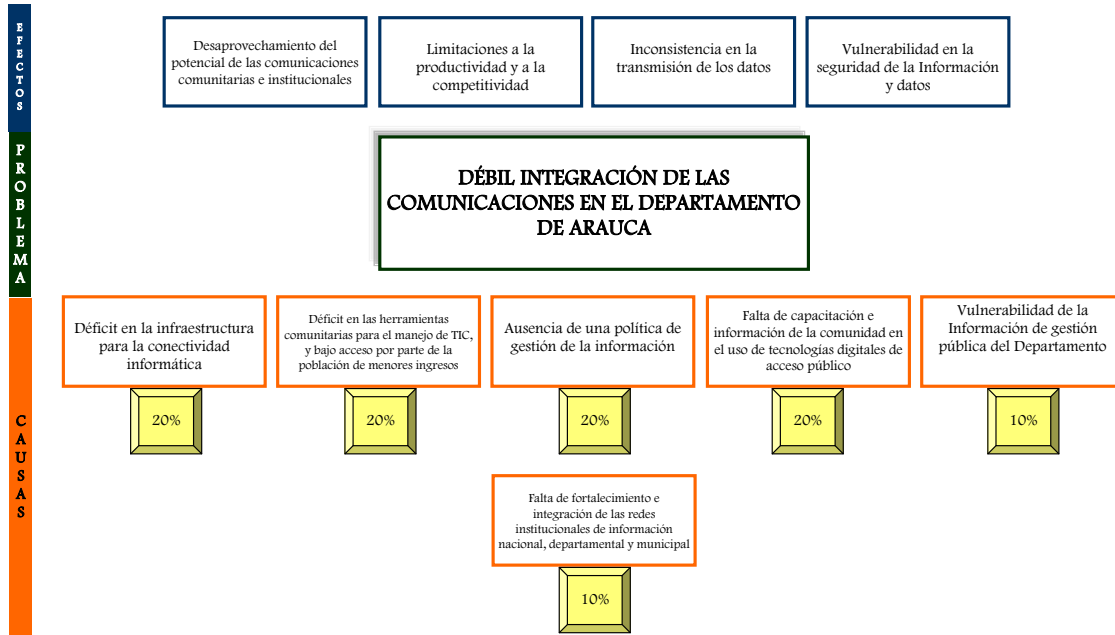 EFECTOS
Desaprovechamiento del
potencial de las comunicaciones
comunitarias e institucionales
Limitaciones a la
productividad y a la
competitividad
Inconsistencia en la
transmisión de los datos
Vulnerabilidad en la
seguridad de la Información
y datos
PROBLEMA
DÉBIL INTEGRACIÓN DE LAS
COMUNICACIONES EN EL DEPARTAMENTO
DE ARAUCA
CAUSAS
Déficit en la infraestructura
para la conectividad
informática
20%
Déficit en las herramientas
comunitarias para el manejo de TIC,
y bajo acceso por parte de la
población de menores ingresos
20%
Ausencia de una política de
gestión de la información
20%
Falta de capacitación e
información de la comunidad en
el uso de tecnologías digitales de
acceso público
20%
Vulnerabilidad de la
Información de gestión
pública del Departamento
10%
Falta de fortalecimiento e
integración de las redes
institucionales de información
nacional, departamental y municipal
10%